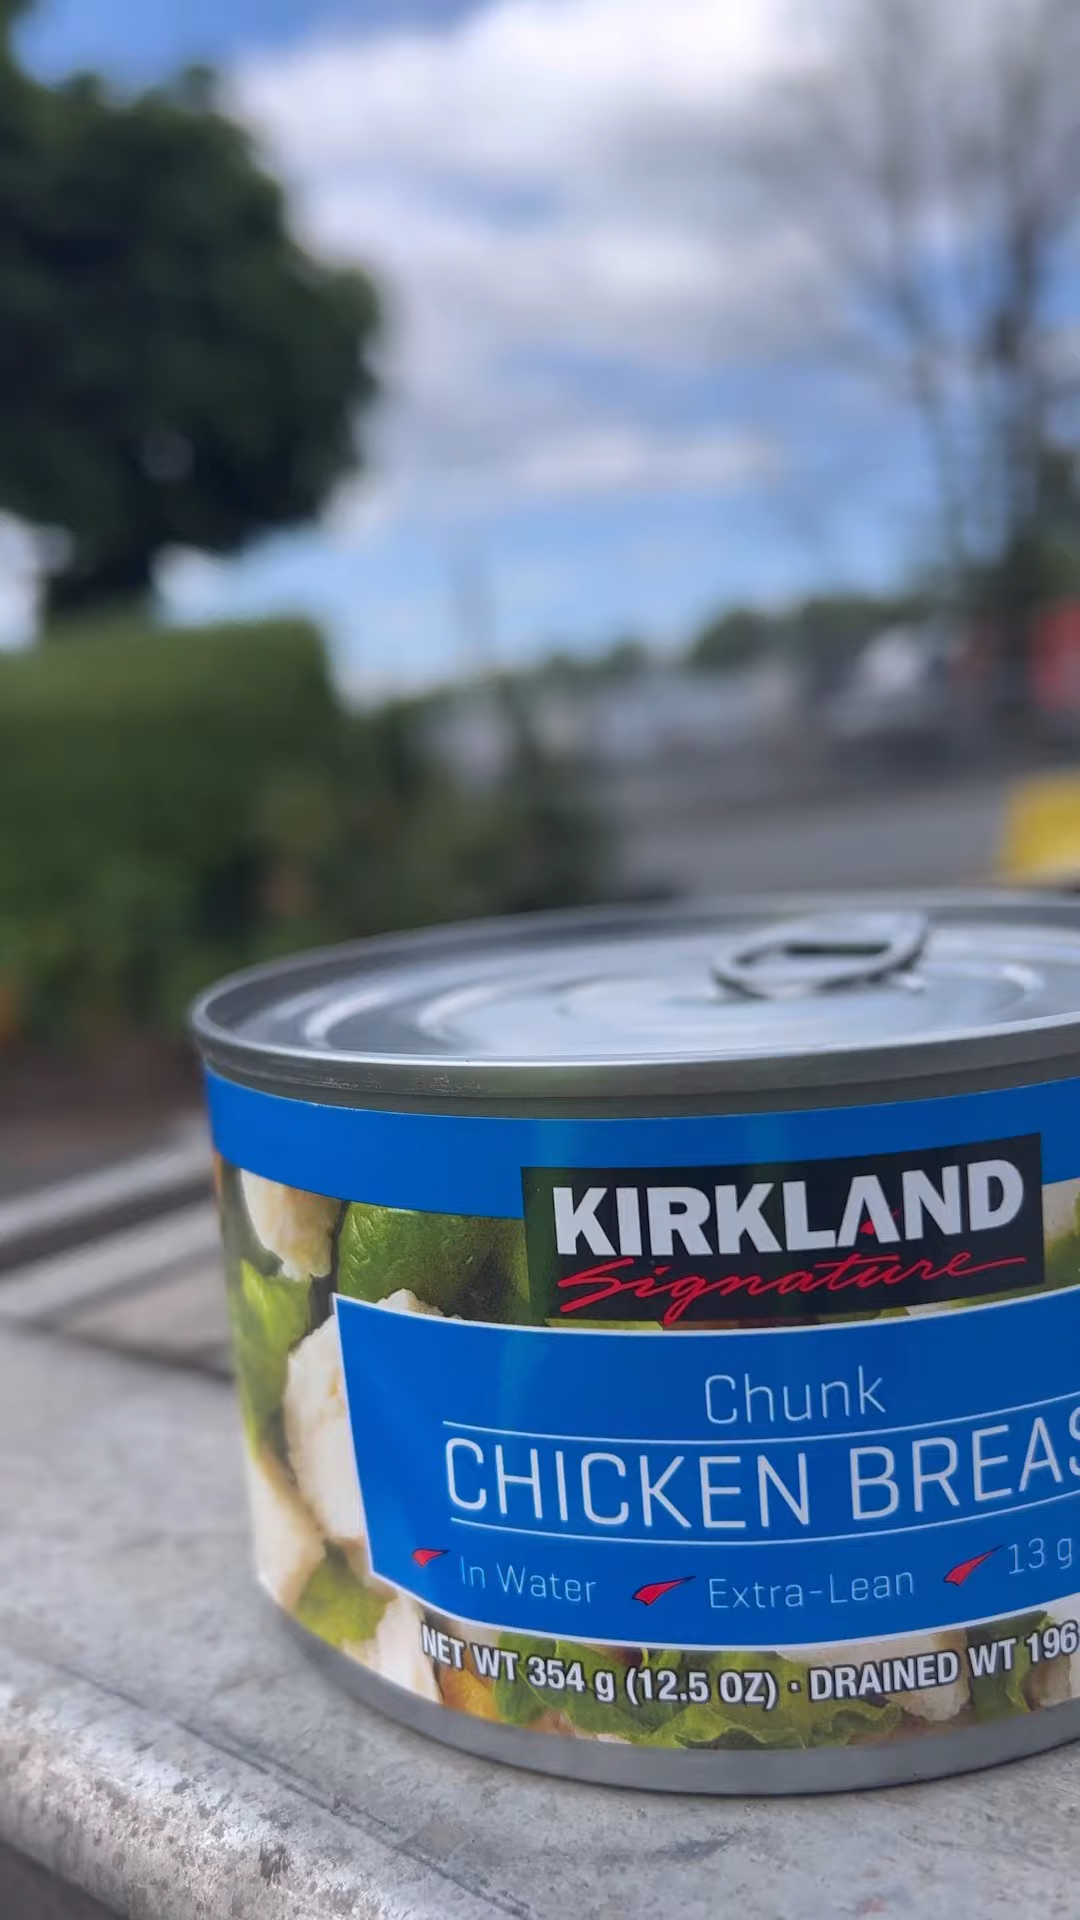 KIRKLAND
Signature
Chunk
CHICKEN BREAS
In Water Extra-Lean 13 g
NET WT 354 g (12.5 OZ) · DRAINED WT 196